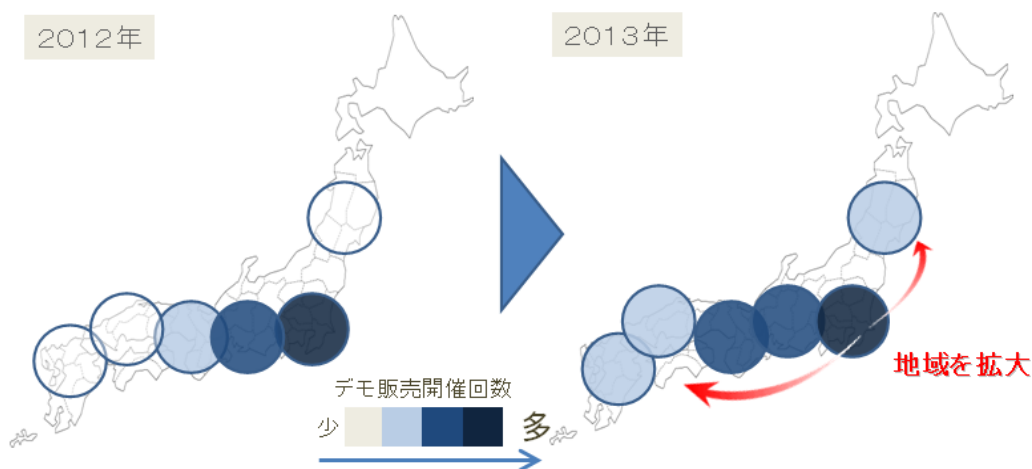 ２０１２年
２０１３年
地域を拡大
デモ販売開催回数
少
多